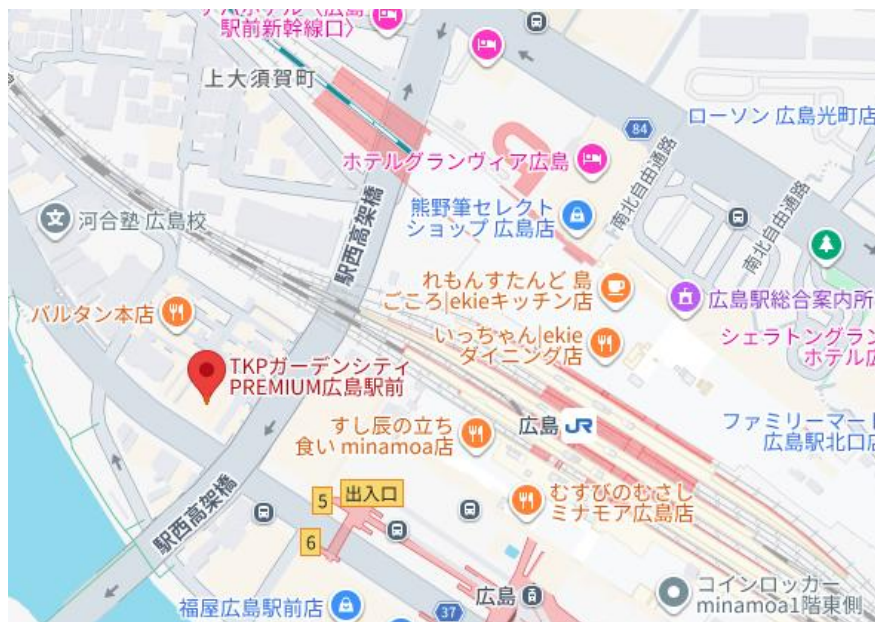 駅前新幹線口〉
上大須賀町
84
ローソン 広島光町店
ホテルグランヴィア広島
南北自由通路
南北自由通路
熊野筆セレクト
ショップ 広島店
河合塾 広島校
駅西高架橋
れもんすたんど 島
ごころ|ekieキッチン店
広島駅総合案内所
バルタン本店
いっちゃん|ekie
ダイニング店
シェラトングラン
ホテル広
TKPガーデンシティ
PREMIUM広島駅前
すし辰の立ち
食い minamoa店
広島 JR
ファミリーマート
広島駅北口店
5
出入口
むすびのむさし
ミナモア広島店
駅西高架橋
6
コインロッカー
minamoa1階東側
福屋広島駅前店
37
広島